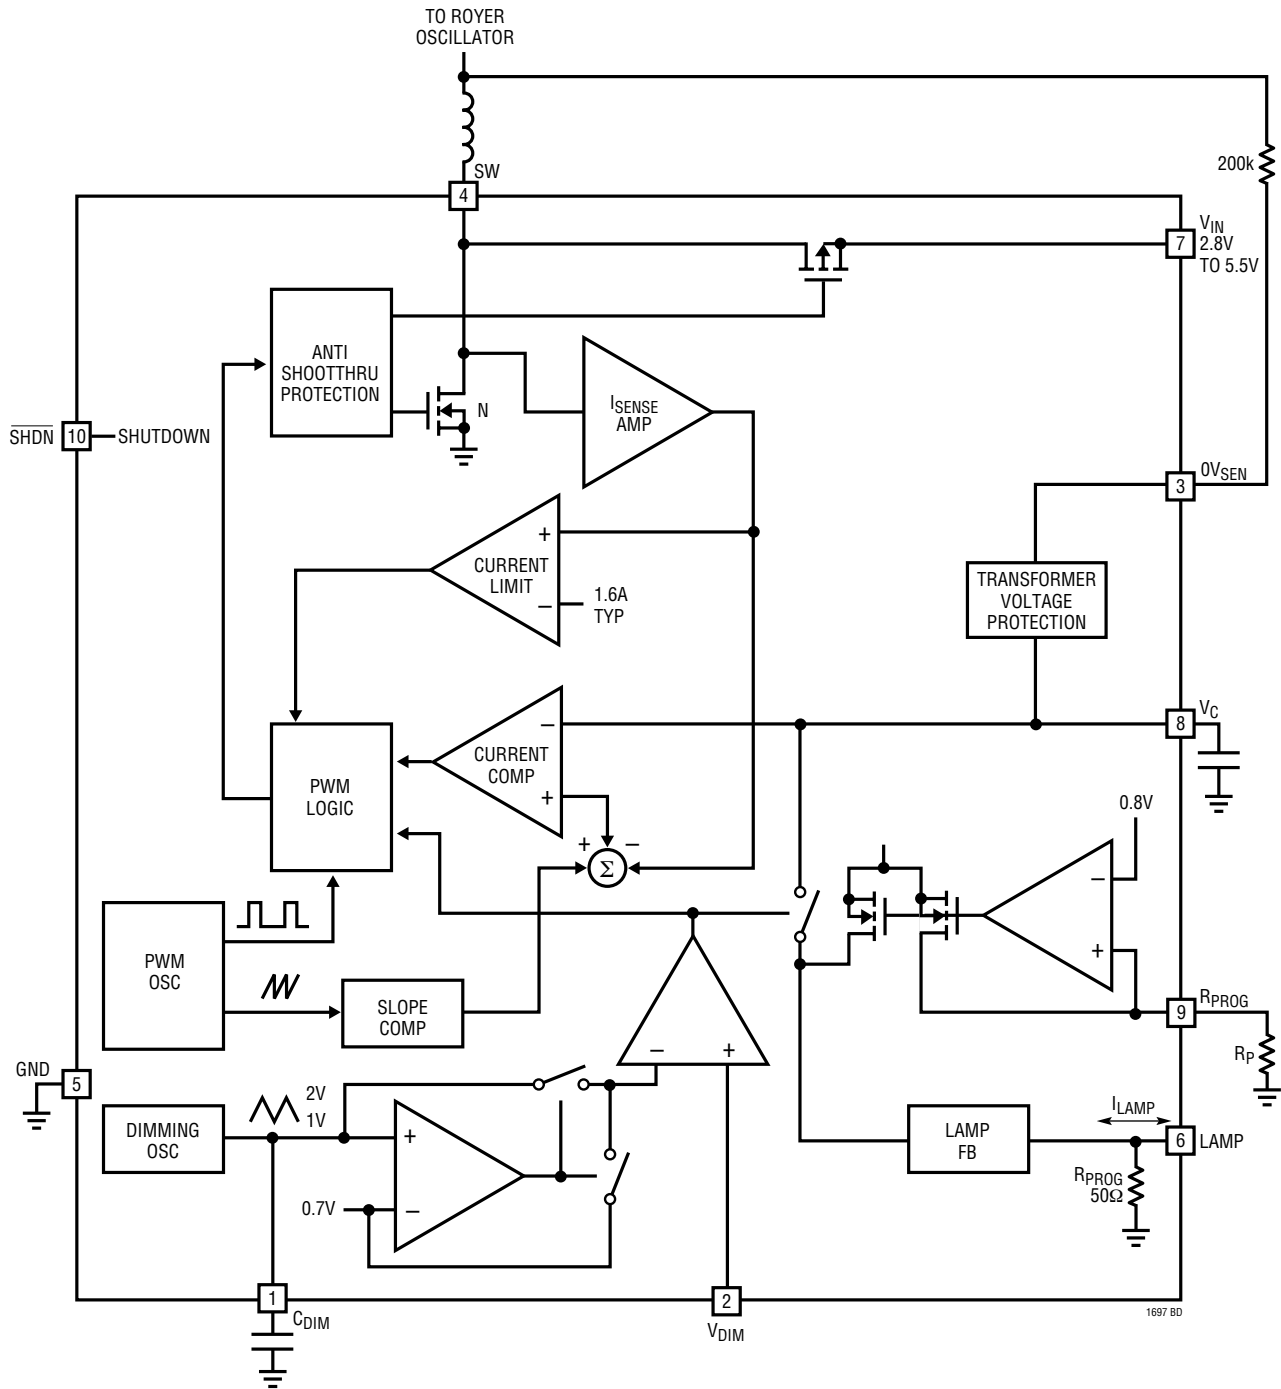 TO ROYER
OSCILLATOR
200k
SW
4
7
V_IN
2.8V
TO 5.5V
ANTI
SHOOTTHRU
PROTECTION
N
I_SENSE
AMP
SHDN
10
SHUTDOWN
3
0V_SEN
+
CURRENT
LIMIT
–
1.6A
TYP
TRANSFORMER
VOLTAGE
PROTECTION
V_C
8
–
CURRENT
COMP
+
PWM
LOGIC
0.8V
+
–
Σ
–
+
PWM
OSC
SLOPE
COMP
R_PROG
9
R_P
GND
5
–
+
2V
1V
DIMMING
OSC
+
–
0.7V
LAMP
FB
I_LAMP
6
LAMP
R_PROG
50Ω
1
C_DIM
2
V_DIM
1697 BD